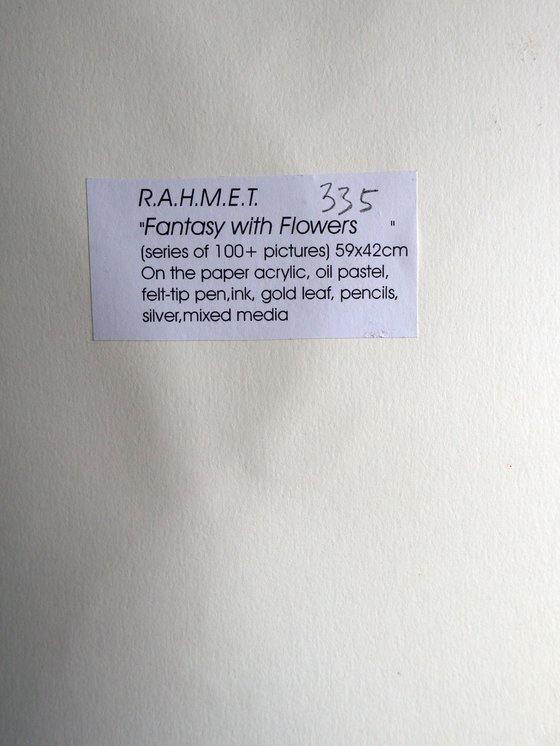 R.A.H.M.E.T. 335
"Fantasy with Flowers "
(series of 100+ pictures) 59x42cm
On the paper acrylic, oil pastel,
felt-tip pen,ink, gold leaf, pencils,
silver,mixed media